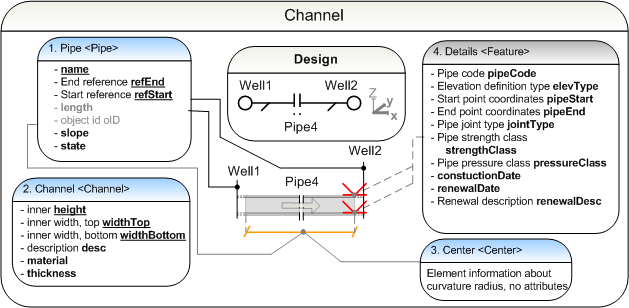 Channel
1. Pipe <Pipe>
- name
- End reference refEnd
- Start reference refStart
- length
- object id oID
- slope
- state
Design
Well1
Well2
Pipe4
Z
y
x
4. Details <Feature>
- Pipe code pipeCode
- Elevation definition type elevType
- Start point coordinates pipeStart
- End point coordinates pipeEnd
- Pipe joint type jointType
- Pipe strength class
strengthClass
- Pipe pressure class pressureClass
- constuctionDate
- renewalDate
- Renewal description renewalDesc
Well2
Well1
Pipe4
2. Channel <Channel>
- inner height
- inner width, top widthTop
- inner width, bottom widthBottom
- description desc
- material
- thickness
3. Center <Center>
Element information about
curvature radius, no attributes